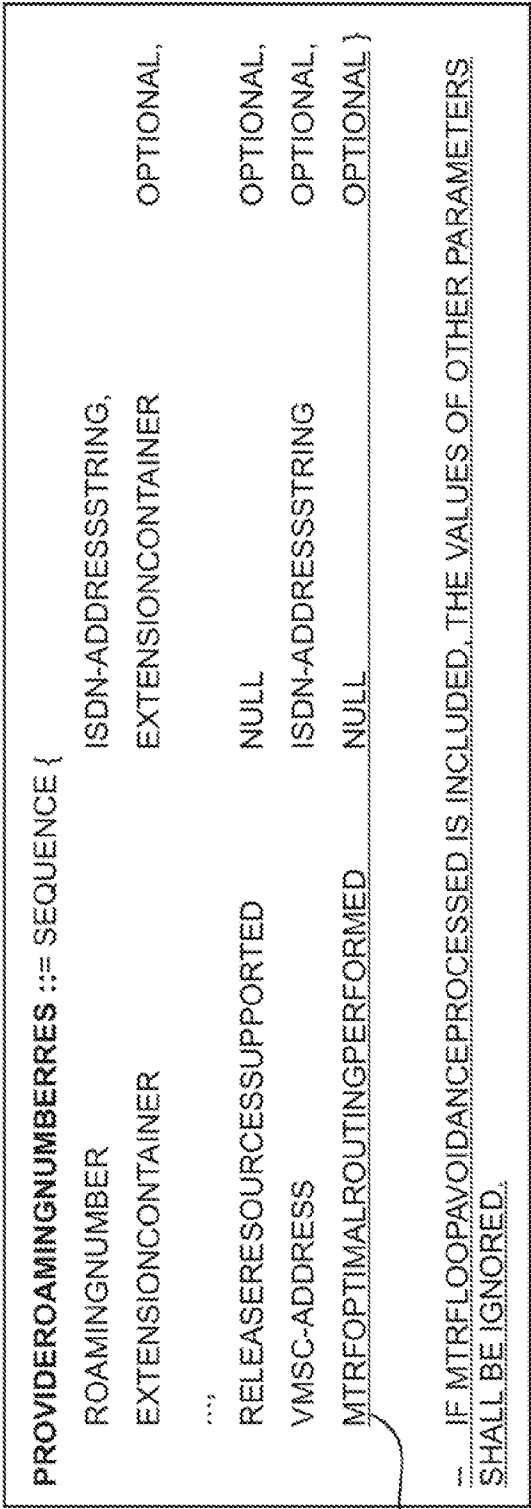 PROVIDEROAMINGNUMBERRES ::= SEQUENCE {
ROAMINGNUMBER ISDN-ADDRESSSTRING,
EXTENSIONCONTAINER EXTENSIONCONTAINER OPTIONAL,
...,
RELEASERESOURCESSUPPORTED NULL OPTIONAL,
VMSC-ADDRESS ISDN-ADDRESSSTRING OPTIONAL,
MTRFOPTIMALROUTINGPERFORMED NULL OPTIONAL }
-- IF MTRFLOOPAVOIDANCEPROCESSED IS INCLUDED, THE VALUES OF OTHER PARAMETERS
SHALL BE IGNORED.